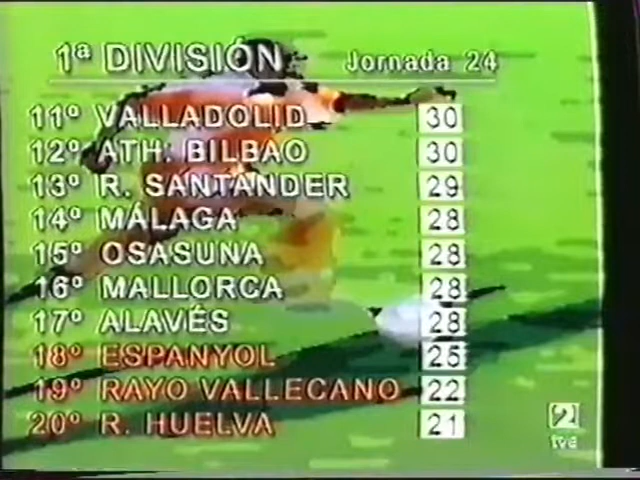 1ª DIVISIÓN Jornada 24
11º VALLADOLID 30
12º ATH. BILBAO 30
13º R. SANTANDER 29
14º MÁLAGA 28
15º OSASUNA 28
16º MALLORCA 28
17º ALAVÉS 28
18º ESPANYOL 25
19º RAYO VALLECANO 22
20º R. HUELVA 21
2
tve